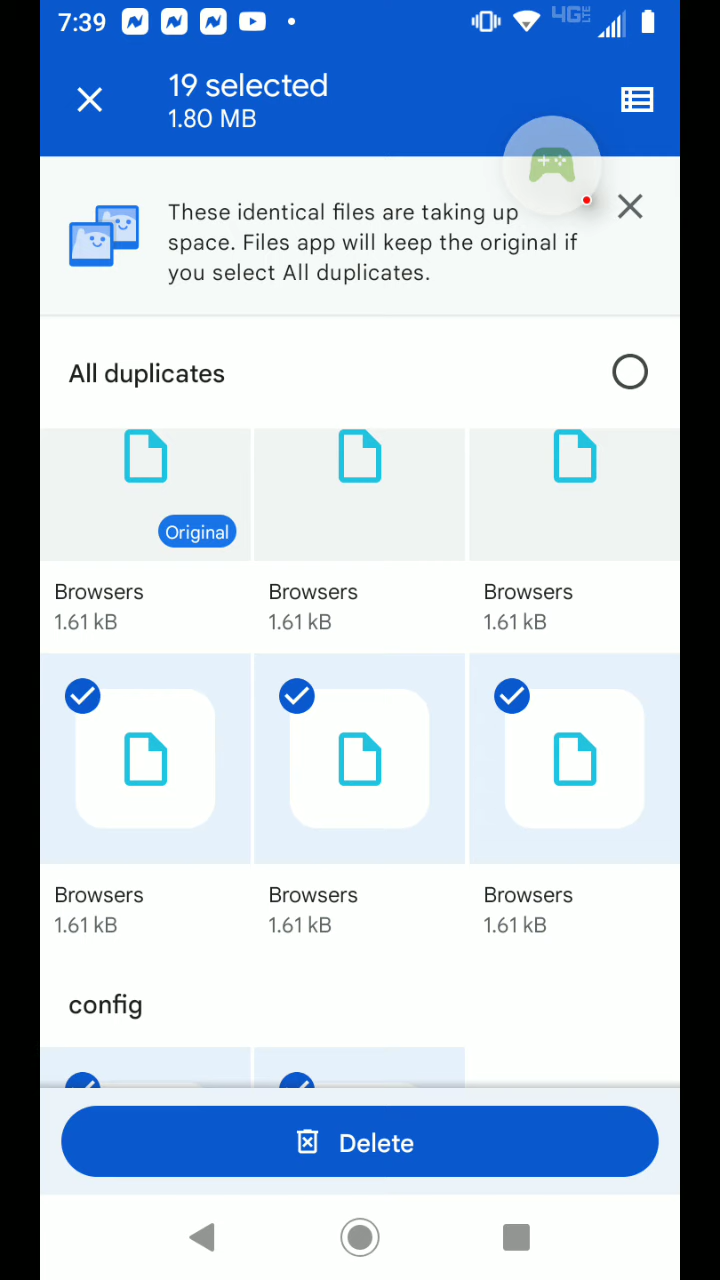 7:39
4G LTE
19 selected
1.80 MB
These identical files are taking up
space. Files app will keep the original if
you select All duplicates.
All duplicates
Original
Browsers Browsers Browsers
1.61 kB 1.61 kB 1.61 kB
Browsers Browsers Browsers
1.61 kB 1.61 kB 1.61 kB
config
Delete